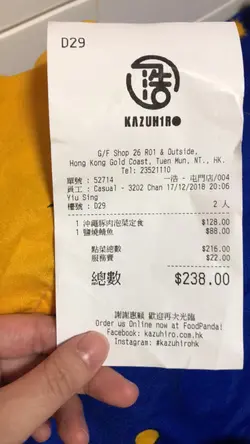 D29
浩
KAZUH1RO
G/F Shop 26 R01 & Outside,
Hong Kong Gold Coast, Tuen Mun, NT., HK.
Tel: 23521110
單號 : 52714 一浩 - 屯門店/004
員工 : Casual - 3202 Chan 17/12/2018 20:06
Yiu Sing
檯號 : D29 2 人
1 沖繩豚肉泡菜定食 $128.00
1 鹽燒鯖魚 $88.00
點菜總數 $216.00
服務費 $22.00
總數 $238.00
謝謝惠顧 歡迎再次光臨
Order us Online now at FoodPanda!
Facebook: kazuhiro.com.hk
Instagram: #kazuhirohk